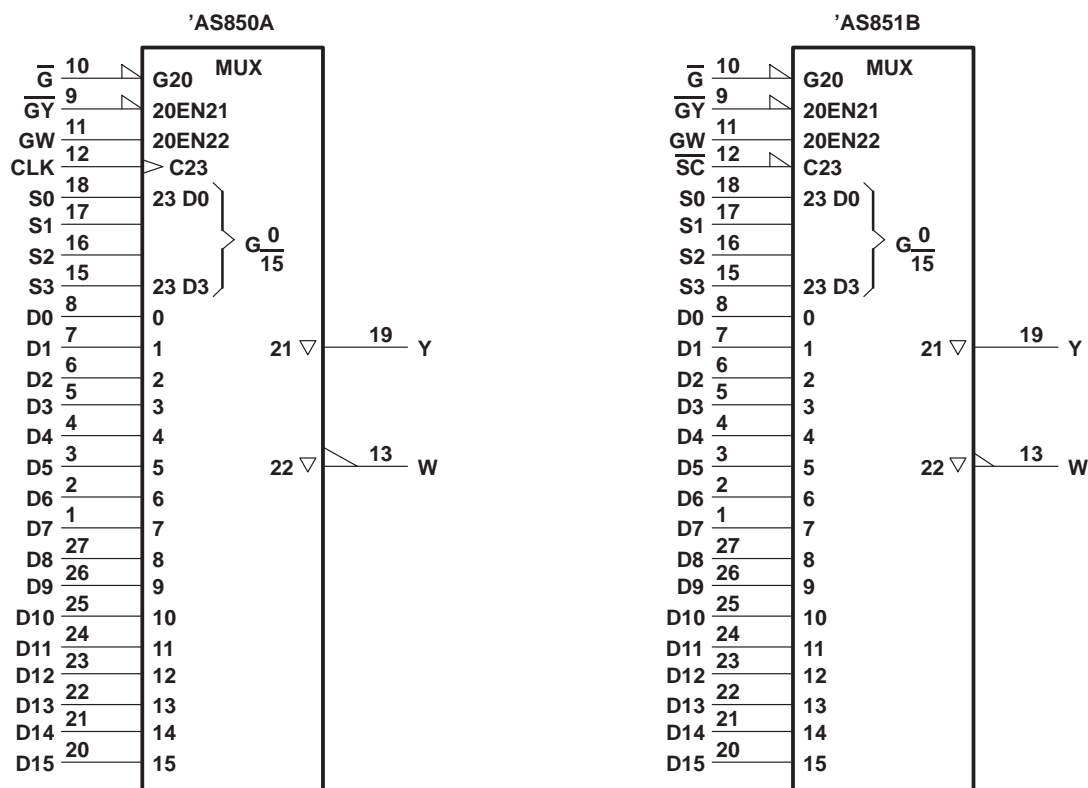 'AS850A
MUX
G̅ 10 G20
G̅Y̅ 9 20EN21
GW 11 20EN22
CLK 12 C23
S0 18 23 D0
S1 17
S2 16 G 0/15
S3 15 23 D3
D0 8 0
D1 7 1 21 ▽ 19 Y
D2 6 2
D3 5 3
D4 4 4
D5 3 5 22 ▽ 13 W
D6 2 6
D7 1 7
D8 27 8
D9 26 9
D10 25 10
D11 24 11
D12 23 12
D13 22 13
D14 21 14
D15 20 15
'AS851B
MUX
G̅ 10 G20
G̅Y̅ 9 20EN21
GW 11 20EN22
S̅C̅ 12 C23
S0 18 23 D0
S1 17
S2 16 G 0/15
S3 15 23 D3
D0 8 0
D1 7 1 21 ▽ 19 Y
D2 6 2
D3 5 3
D4 4 4
D5 3 5 22 ▽ 13 W
D6 2 6
D7 1 7
D8 27 8
D9 26 9
D10 25 10
D11 24 11
D12 23 12
D13 22 13
D14 21 14
D15 20 15